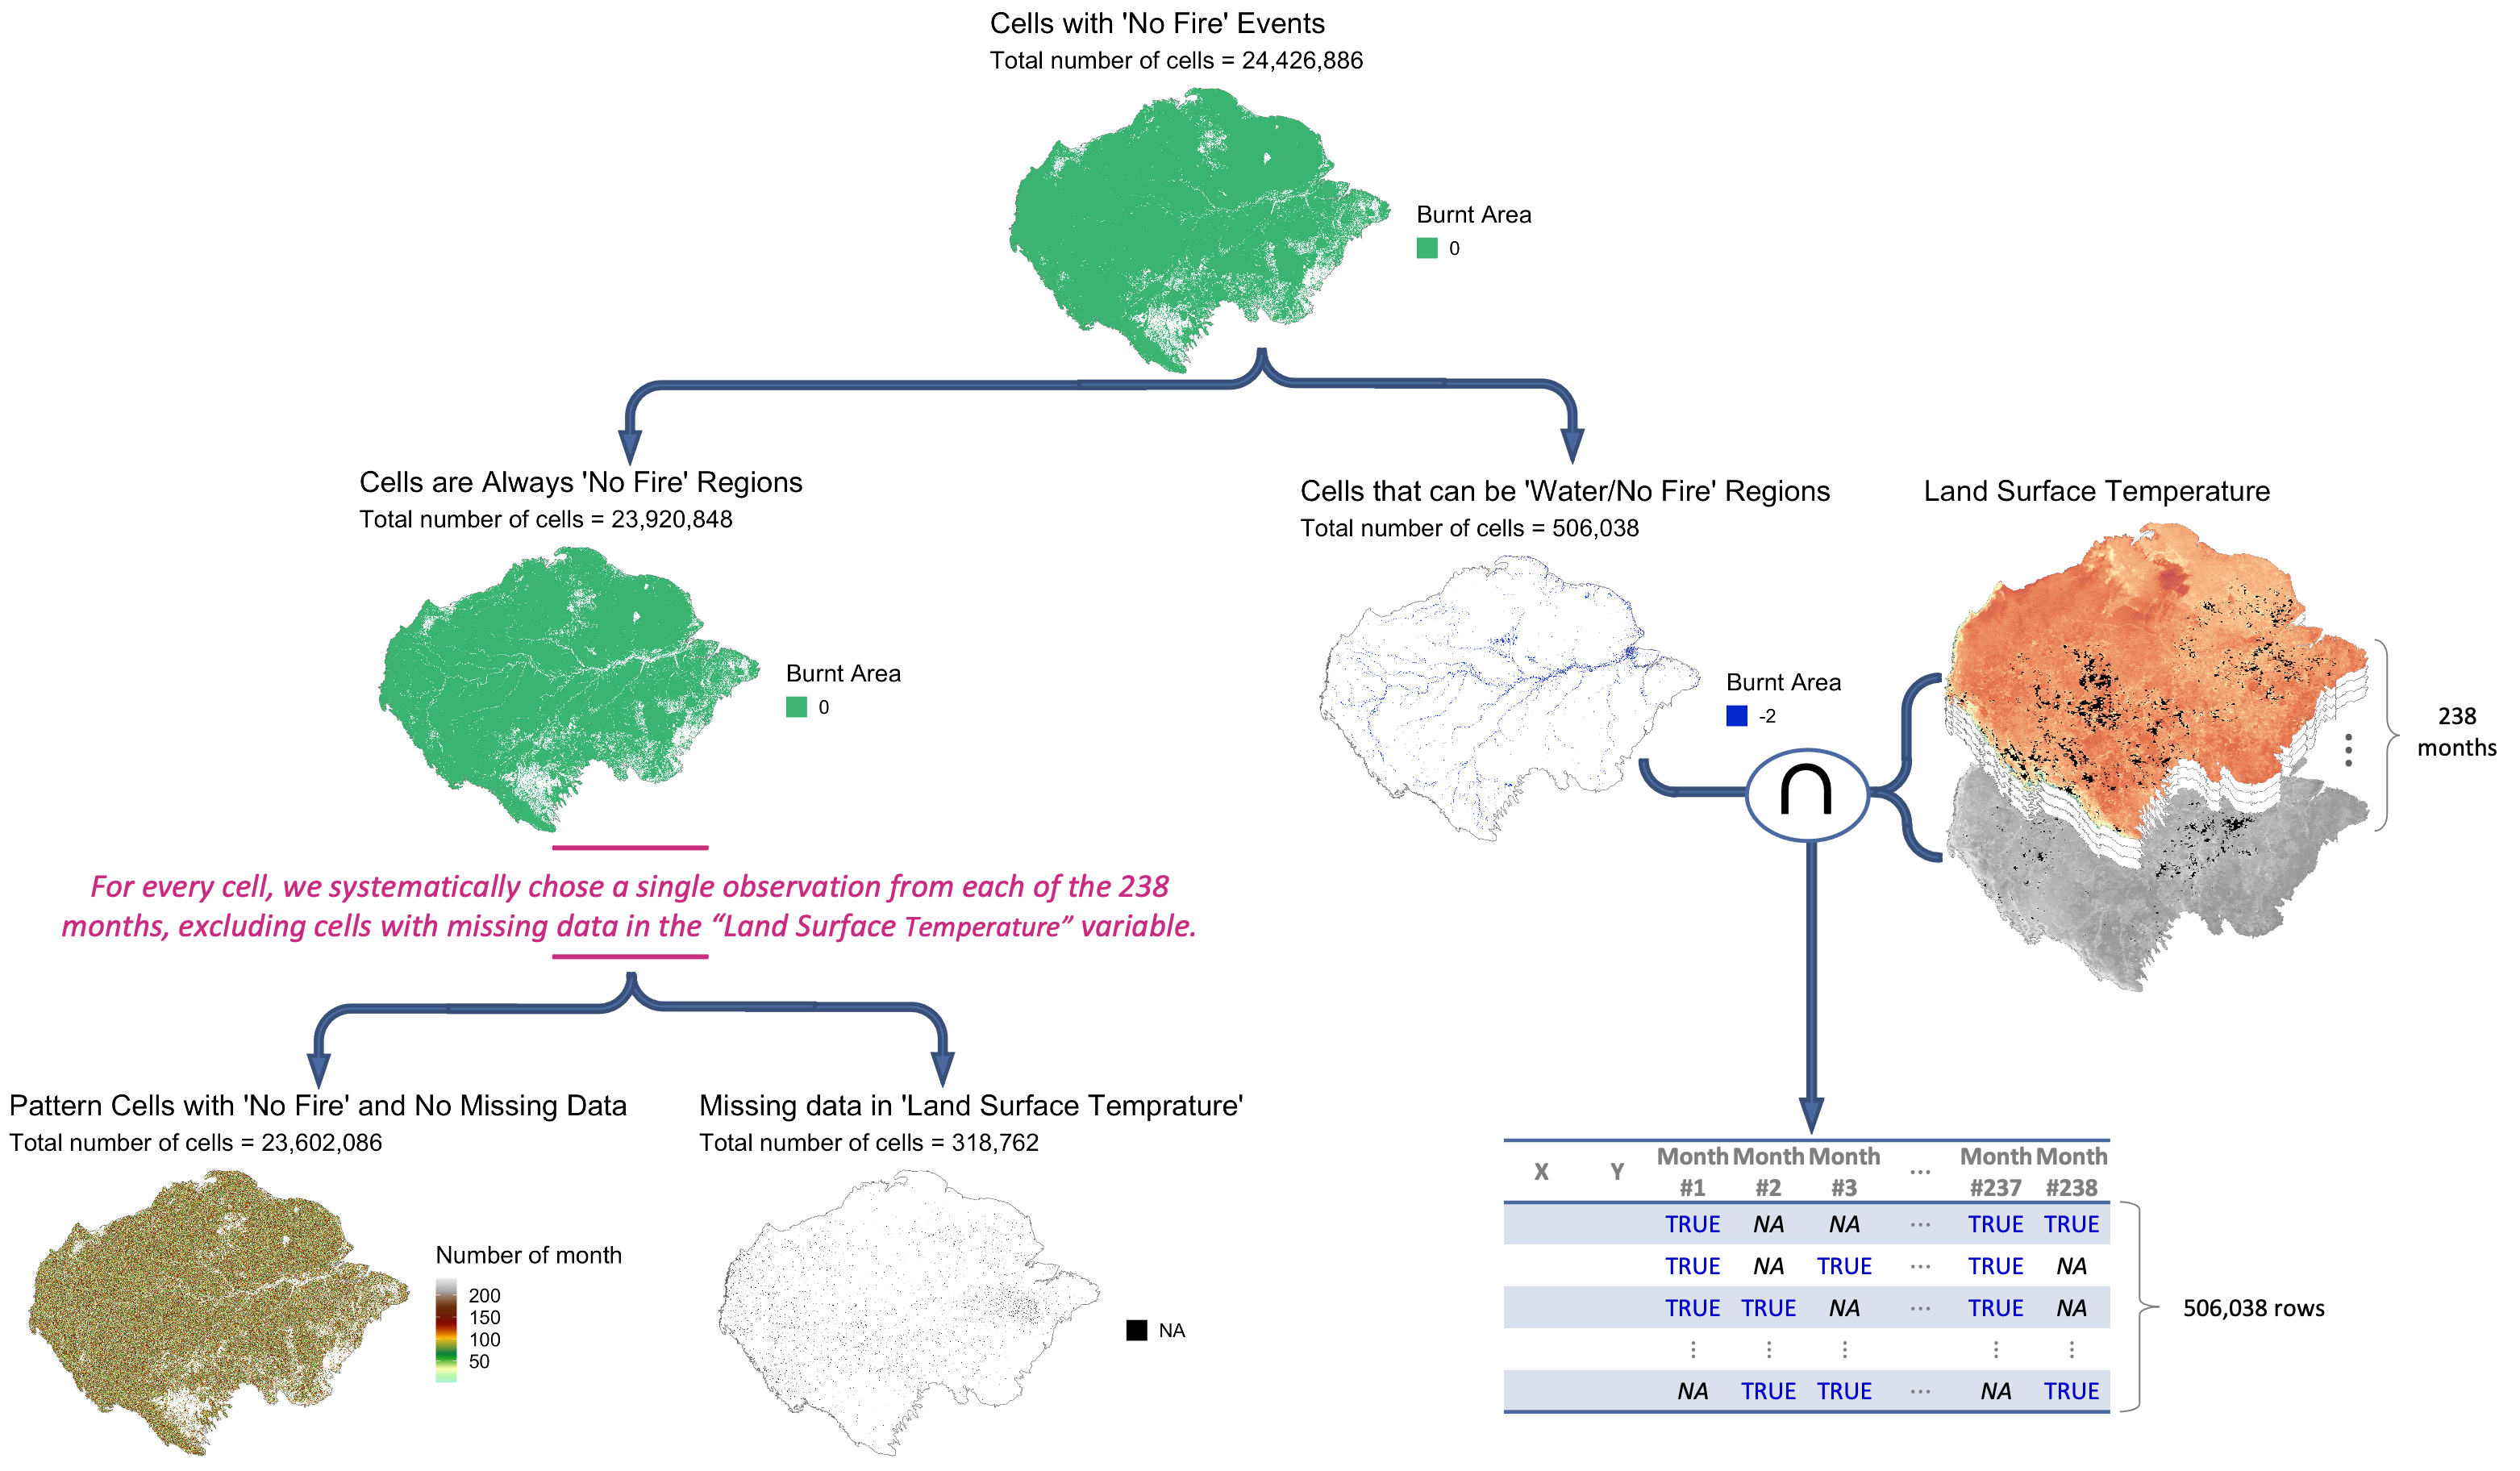 Cells with 'No Fire' Events
Total number of cells = 24,426,886
Burnt Area
0
Cells are Always 'No Fire' Regions
Total number of cells = 23,920,848
Burnt Area
0
Cells that can be 'Water/No Fire' Regions
Total number of cells = 506,038
Burnt Area
-2
Land Surface Temperature
238
months
∩
For every cell, we systematically chose a single observation from each of the 238
months, excluding cells with missing data in the “Land Surface Temperature” variable.
Pattern Cells with 'No Fire' and No Missing Data
Total number of cells = 23,602,086
Number of month
200
150
100
50
Missing data in 'Land Surface Temprature'
Total number of cells = 318,762
NA
X Y Month #1 Month #2 Month #3 ... Month #237 Month #238
TRUE NA NA ... TRUE TRUE
TRUE NA TRUE ... TRUE NA
TRUE TRUE NA ... TRUE NA
⋮ ⋮ ⋮ ⋮ ⋮
NA TRUE TRUE ... NA TRUE
506,038 rows